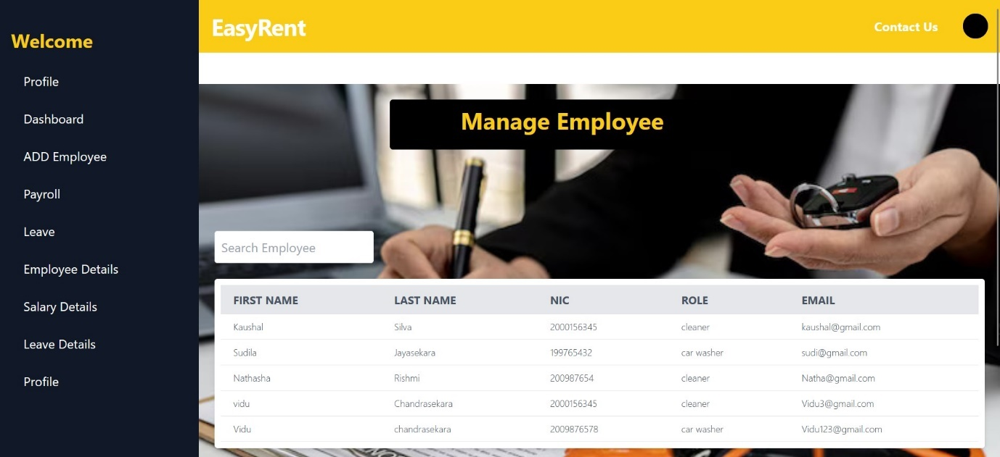 Welcome
Profile
Dashboard
ADD Employee
Payroll
Leave
Employee Details
Salary Details
Leave Details
Profile
EasyRent
Contact Us
Manage Employee
Search Employee
FIRST NAME LAST NAME NIC ROLE EMAIL
Kaushal Silva 2000156345 cleaner kaushal@gmail.com
Sudila Jayasekara 199765432 car washer sudi@gmail.com
Nathasha Rishmi 200987654 cleaner Natha@gmail.com
vidu Chandrasekara 2000156345 cleaner Vidu3@gmail.com
Vidu chandrasekara 2009876578 car washer Vidu123@gmail.com